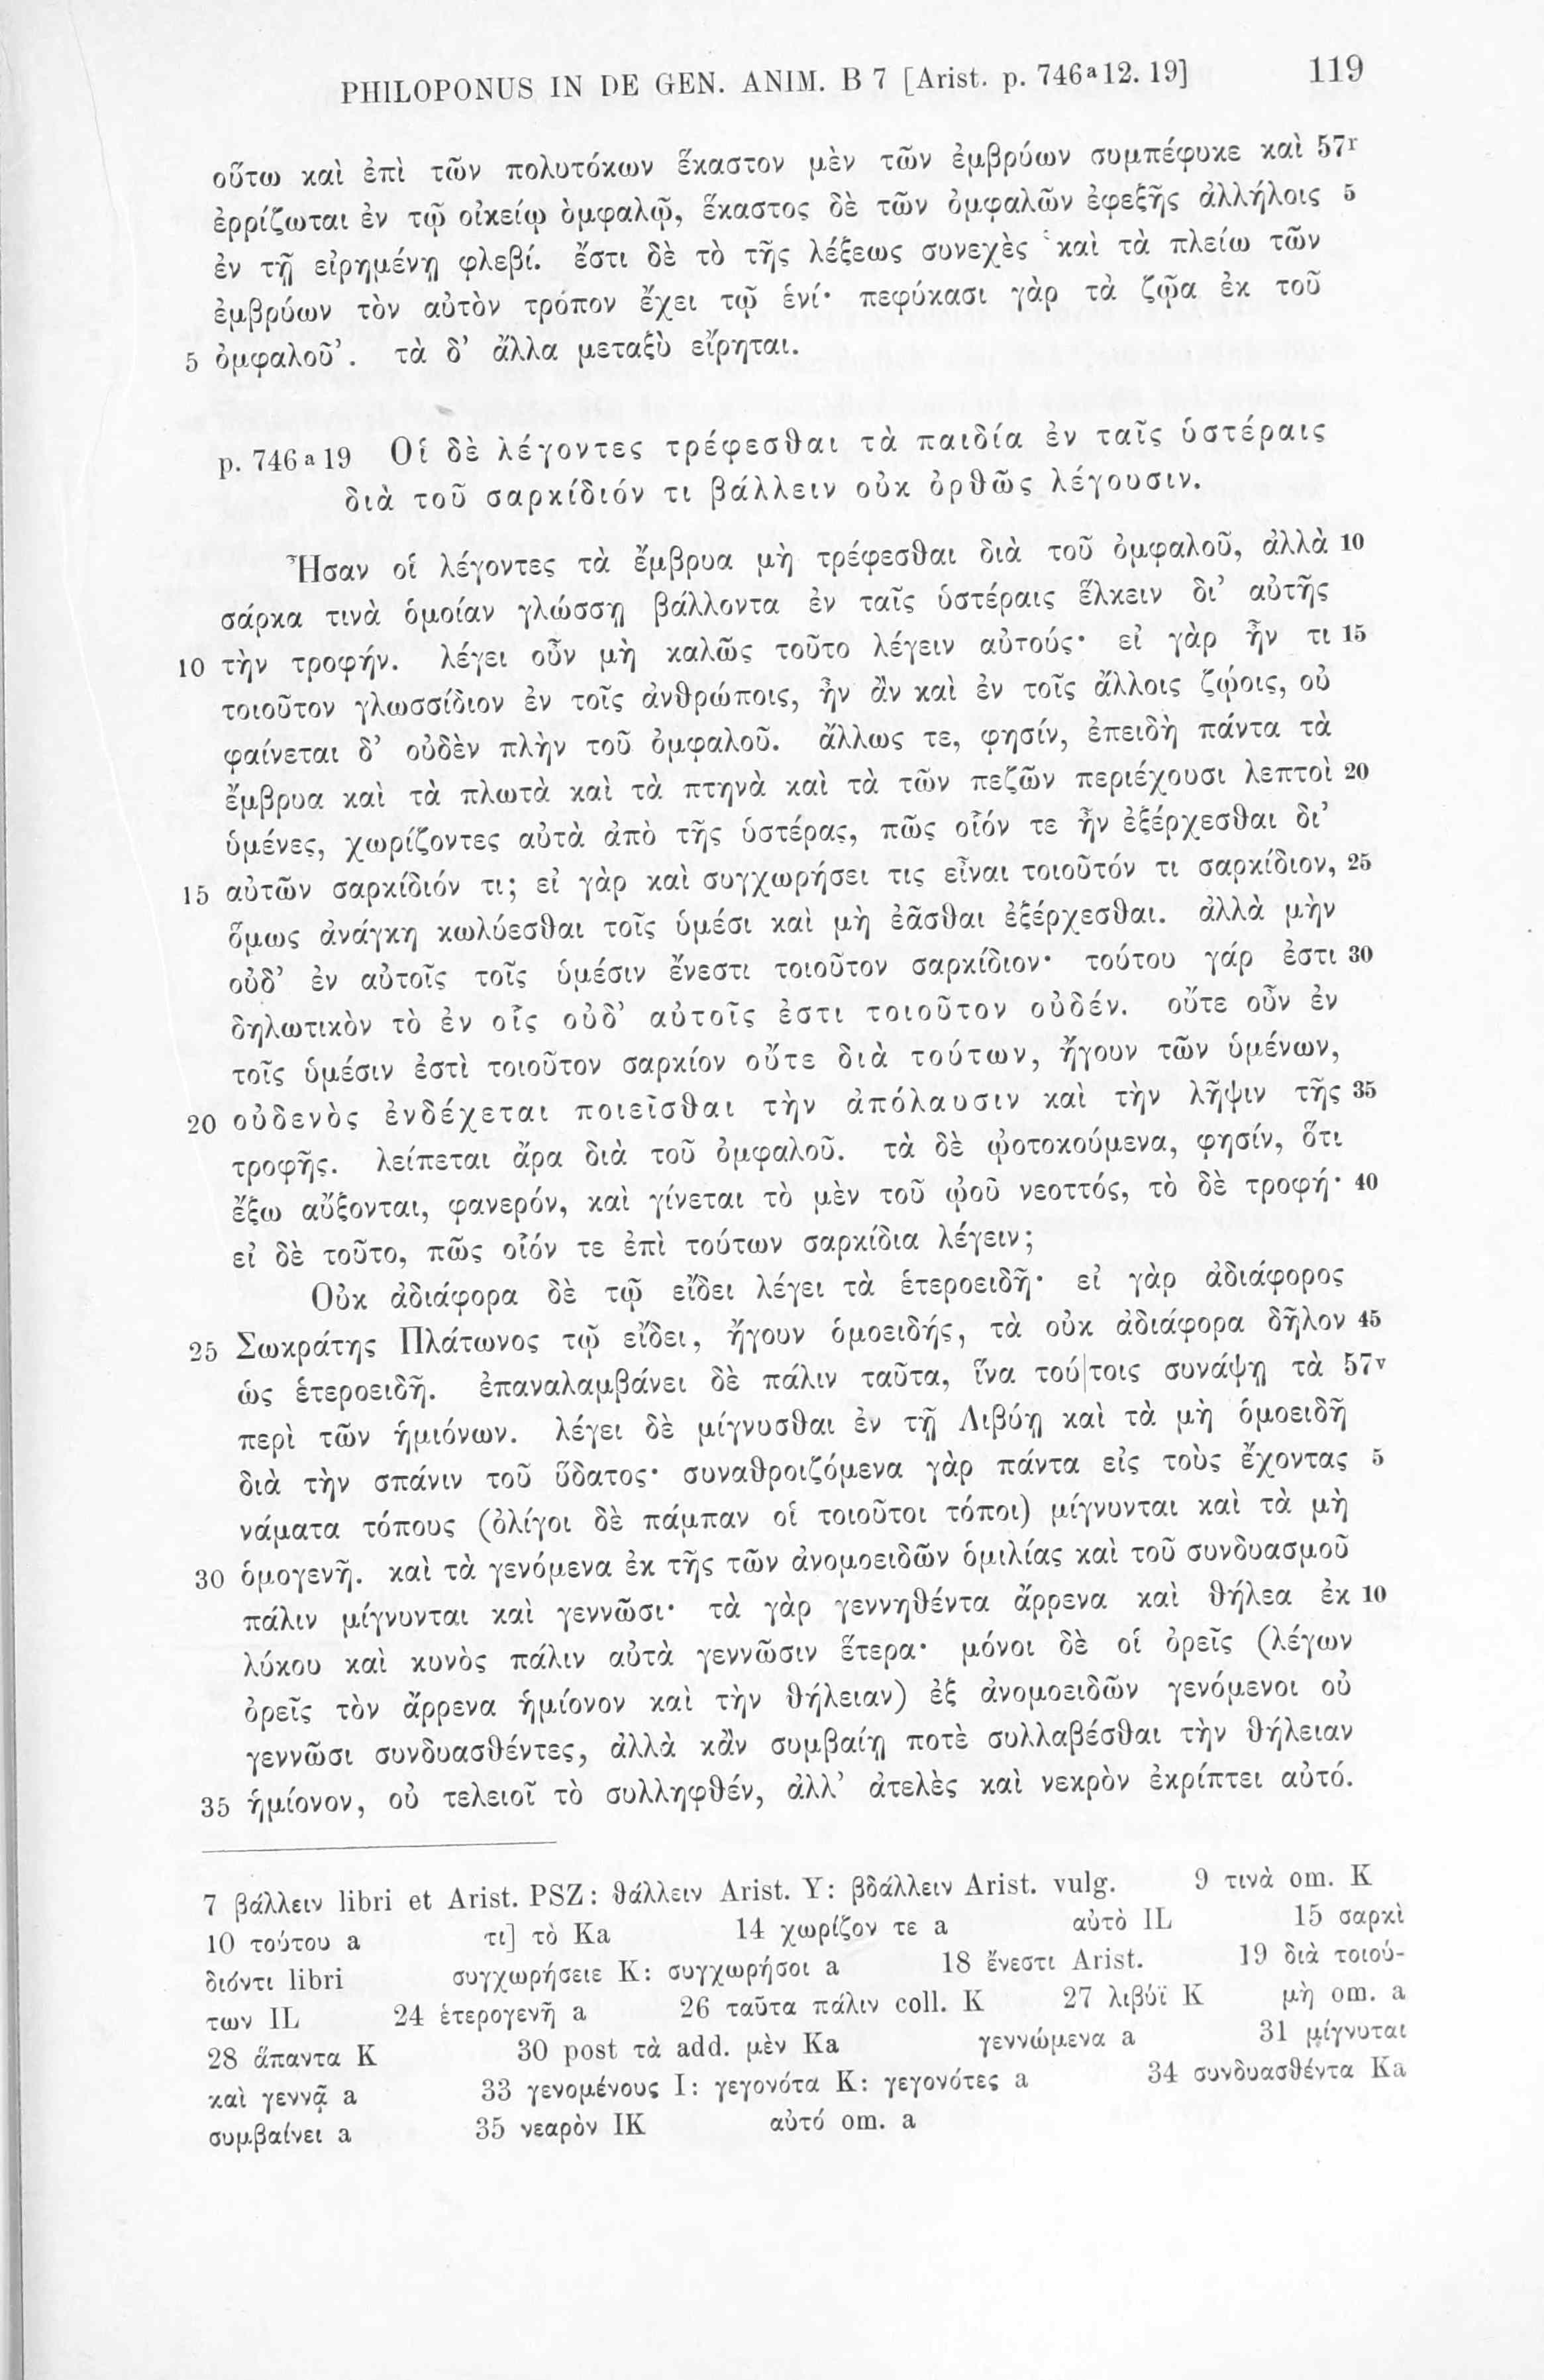 PHILOPONUS IN DE GEN. ANIM. B 7 [Arist. p. 746ᵃ12. 19] 119
οὕτω καὶ ἐπὶ τῶν πολυτόκων ἕκαστον μὲν τῶν ἐμβρύων συμπέφυκε καὶ 57ʳ
ἐρρίζωται ἐν τῷ οἰκείῳ ὀμφαλῷ, ἕκαστος δὲ τῶν ὀμφαλῶν ἐφεξῆς ἀλλήλοις 5
ἐν τῇ εἰρημένῃ φλεβί. ἔστι δὲ τὸ τῆς λέξεως συνεχὲς ‘καὶ τὰ πλείω τῶν
ἐμβρύων τὸν αὐτὸν τρόπον ἔχει τῷ ἑνί· πεφύκασι γὰρ τὰ ζῷα ἐκ τοῦ
5 ὀμφαλοῦ’. τὰ δ’ ἄλλα μεταξὺ εἴρηται.
p. 746ᵃ19 Οἱ δὲ λέγοντες τρέφεσθαι τὰ παιδία ἐν ταῖς ὑστέραις
διὰ τοῦ σαρκίδιόν τι βάλλειν οὐκ ὀρθῶς λέγουσιν.
Ἦσαν οἱ λέγοντες τὰ ἔμβρυα μὴ τρέφεσθαι διὰ τοῦ ὀμφαλοῦ, ἀλλὰ 10
σάρκα τινὰ ὁμοίαν γλώσσῃ βάλλοντα ἐν ταῖς ὑστέραις ἕλκειν δι’ αὐτῆς
10 τὴν τροφήν. λέγει οὖν μὴ καλῶς τοῦτο λέγειν αὐτούς· εἰ γὰρ ἦν τι 15
τοιοῦτον γλωσσίδιον ἐν τοῖς ἀνθρώποις, ἦν ἂν καὶ ἐν τοῖς ἄλλοις ζῴοις, οὐ
φαίνεται δ’ οὐδὲν πλὴν τοῦ ὀμφαλοῦ. ἄλλως τε, φησίν, ἐπειδὴ πάντα τὰ
ἔμβρυα καὶ τὰ πλωτὰ καὶ τὰ πτηνὰ καὶ τὰ τῶν πεζῶν περιέχουσι λεπτοὶ 20
ὑμένες, χωρίζοντες αὐτὰ ἀπὸ τῆς ὑστέρας, πῶς οἷόν τε ἦν ἐξέρχεσθαι δι’
15 αὐτῶν σαρκίδιόν τι; εἰ γὰρ καὶ συγχωρήσει τις εἶναι τοιοῦτόν τι σαρκίδιον, 25
ὅμως ἀνάγκη κωλύεσθαι τοῖς ὑμέσι καὶ μὴ ἐᾶσθαι ἐξέρχεσθαι. ἀλλὰ μὴν
οὐδ’ ἐν αὐτοῖς τοῖς ὑμέσιν ἔνεστι τοιοῦτον σαρκίδιον· τούτου γάρ ἐστι 30
δηλωτικὸν τὸ ἐν οἷς οὐδ’ αὐτοῖς ἐστι τοιοῦτον οὐδέν. οὔτε οὖν ἐν
τοῖς ὑμέσιν ἐστὶ τοιοῦτον σαρκίον οὔτε διὰ τούτων, ἤγουν τῶν ὑμένων,
20 οὐδενὸς ἐνδέχεται ποιεῖσθαι τὴν ἀπόλαυσιν καὶ τὴν λῆψιν τῆς 35
τροφῆς. λείπεται ἄρα διὰ τοῦ ὀμφαλοῦ. τὰ δὲ ᾠοτοκούμενα, φησίν, ὅτι
ἔξω αὔξονται, φανερόν, καὶ γίνεται τὸ μὲν τοῦ ᾠοῦ νεοττός, τὸ δὲ τροφή· 40
εἰ δὲ τοῦτο, πῶς οἷόν τε ἐπὶ τούτων σαρκίδια λέγειν;
Οὐκ ἀδιάφορα δὲ τῷ εἴδει λέγει τὰ ἑτεροειδῆ· εἰ γὰρ ἀδιάφορος
25 Σωκράτης Πλάτωνος τῷ εἴδει, ἤγουν ὁμοειδής, τὰ οὐκ ἀδιάφορα δῆλον 45
ὡς ἑτεροειδῆ. ἐπαναλαμβάνει δὲ πάλιν ταῦτα, ἵνα τού|τοις συνάψῃ τὰ 57ᵛ
περὶ τῶν ἡμιόνων. λέγει δὲ μίγνυσθαι ἐν τῇ Λιβύῃ καὶ τὰ μὴ ὁμοειδῆ
διὰ τὴν σπάνιν τοῦ ὕδατος· συναθροιζόμενα γὰρ πάντα εἰς τοὺς ἔχοντας 5
νάματα τόπους (ὀλίγοι δὲ πάμπαν οἱ τοιοῦτοι τόποι) μίγνυνται καὶ τὰ μὴ
30 ὁμογενῆ. καὶ τὰ γενόμενα ἐκ τῆς τῶν ἀνομοειδῶν ὁμιλίας καὶ τοῦ συνδυασμοῦ
πάλιν μίγνυνται καὶ γεννῶσι· τὰ γὰρ γεννηθέντα ἄρρενα καὶ θήλεα ἐκ 10
λύκου καὶ κυνὸς πάλιν αὐτὰ γεννῶσιν ἕτερα· μόνοι δὲ οἱ ὀρεῖς (λέγων
ὀρεῖς τὸν ἄρρενα ἡμίονον καὶ τὴν θήλειαν) ἐξ ἀνομοειδῶν γενόμενοι οὐ
γεννῶσι συνδυασθέντες, ἀλλὰ κἂν συμβαίῃ ποτὲ συλλαβέσθαι τὴν θήλειαν
35 ἡμίονον, οὐ τελειοῖ τὸ συλληφθέν, ἀλλ’ ἀτελὲς καὶ νεκρὸν ἐκρίπτει αὐτό.
7 βάλλειν libri et Arist. PSZ: θάλλειν Arist. Y: βδάλλειν Arist. vulg. 9 τινὰ om. K
10 τούτου a τι] τὸ Ka 14 χωρίζον τε a αὐτὸ IL 15 σαρκὶ
διόντι libri συγχωρήσειε K: συγχωρήσοι a 18 ἔνεστι Arist. 19 διὰ τοιού-
των IL 24 ἑτερογενῆ a 26 ταῦτα πάλιν coll. K 27 λιβύϊ K μὴ om. a
28 ἅπαντα K 30 post τὰ add. μὲν Ka γεννώμενα a 31 μίγνυται
καὶ γεννᾷ a 33 γενομένους I: γεγονότα K: γεγονότες a 34 συνδυασθέντα Ka
συμβαίνει a 35 νεαρὸν IK αὐτό om. a